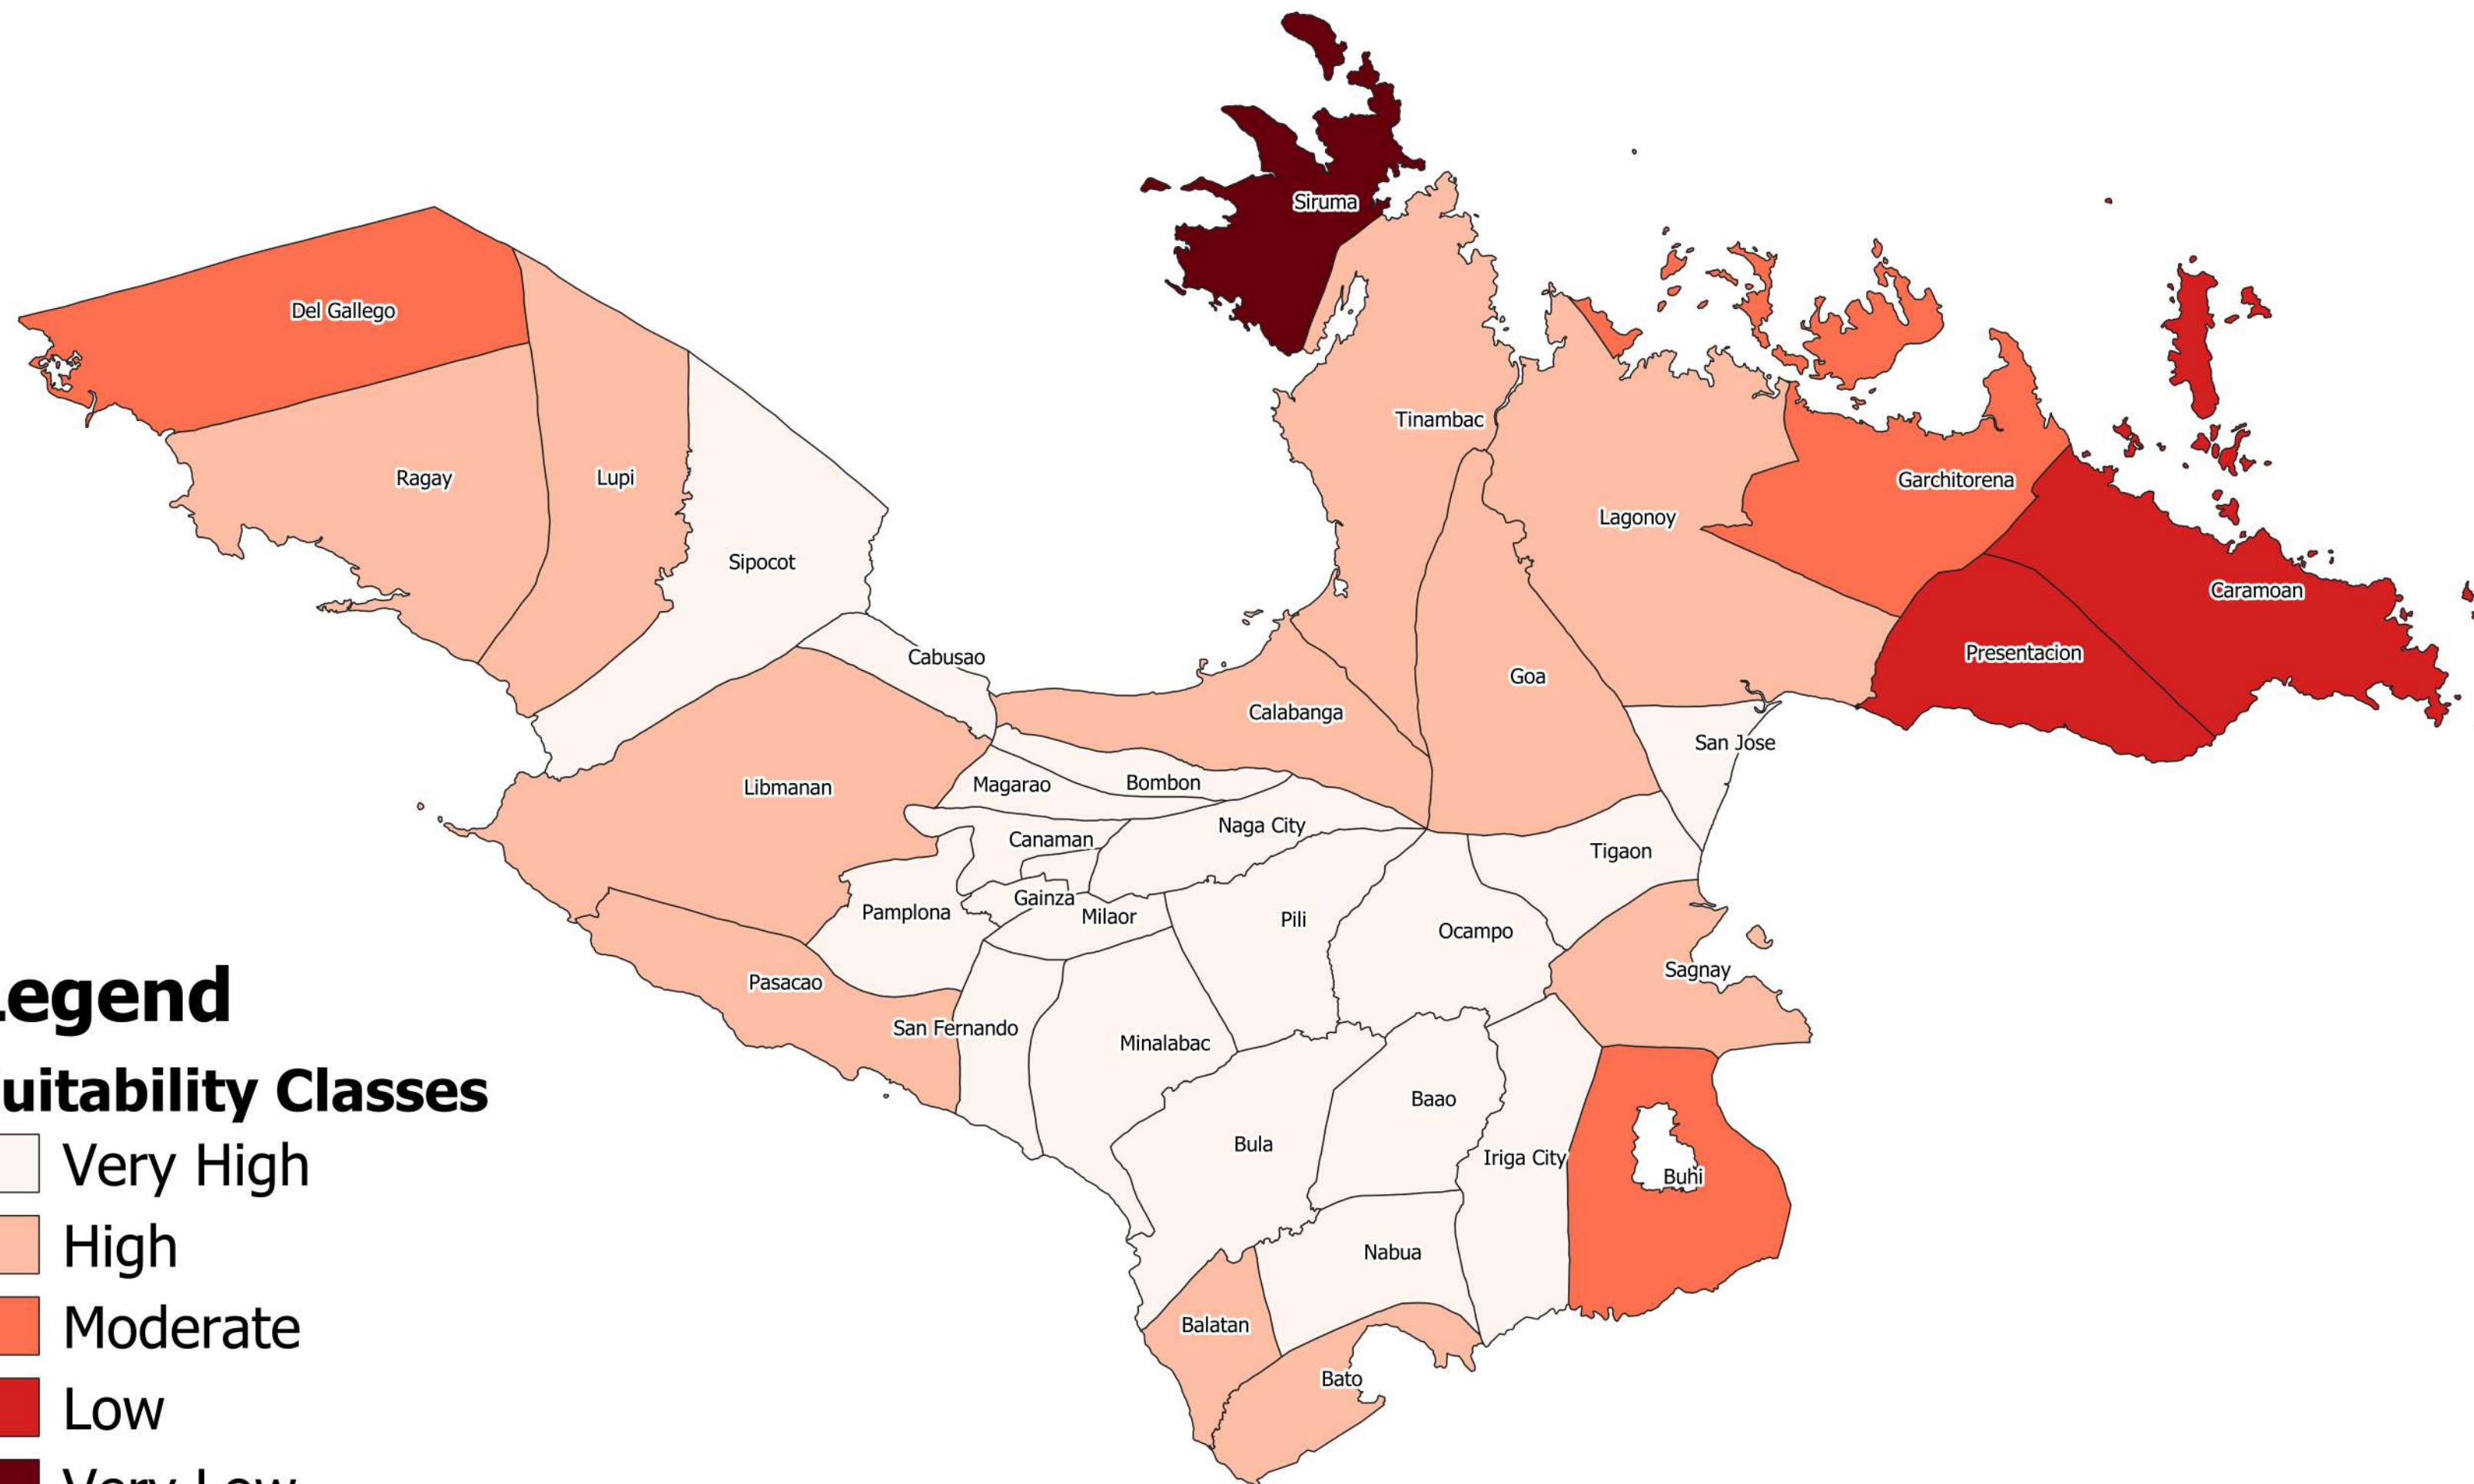 Siruma
Del Gallego
Tinambac
Ragay
Lupi
Garchitorena
Lagonoy
Sipocot
Caramoan
Cabusao
Presentacion
Goa
Calabanga
San Jose
Libmanan
Magarao
Bombon
Naga City
Canaman
Tigaon
Gainza
Pamplona
Milaor
Pili
Ocampo
Sagnay
Pasacao
San Fernando
Minalabac
Baao
Bula
Iriga City
Buhi
Nabua
Balatan
Bato
Legend
uitability Classes
Very High
High
Moderate
Low
Very Low